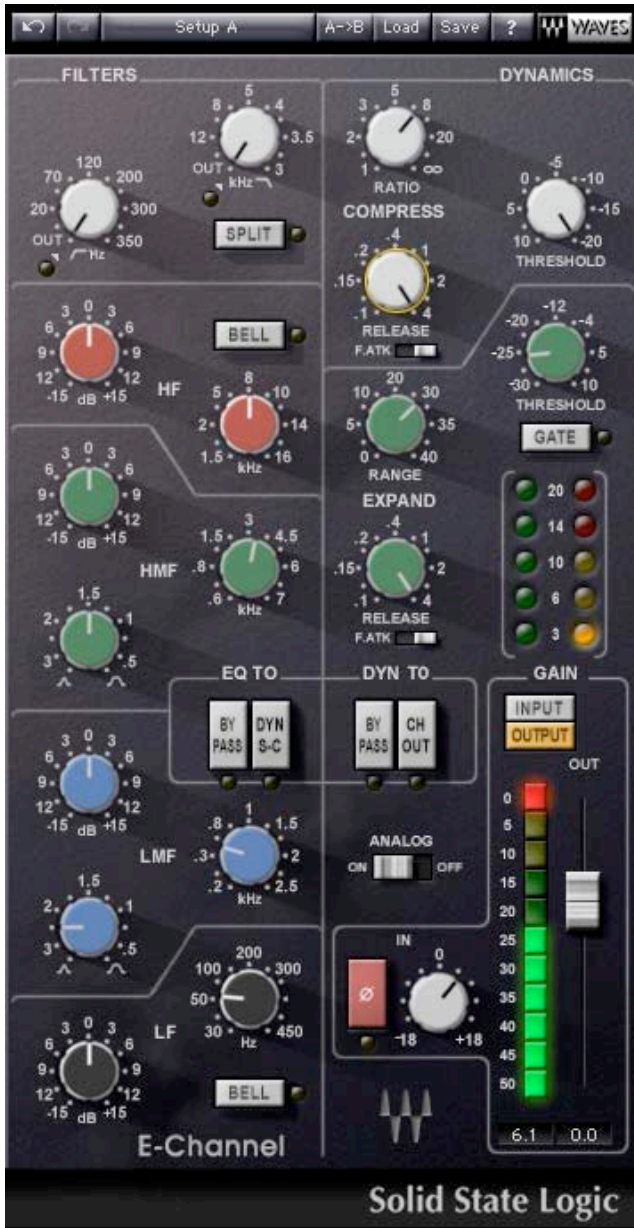 Setup A A->B Load Save ? WAVES
FILTERS
8 5 4
12 3.5
OUT 3
kHz
70 120 200
20 300
OUT 350
Hz
SPLIT
DYNAMICS
5
3 8
2 20
1 ∞
RATIO
COMPRESS
-5
0 -10
5 -15
10 -20
THRESHOLD
.4
.2 1
.15 2
.1 4
RELEASE
F.ATK
0
3 3
6 6
9 9
12 12
-15 dB +15
HF
BELL
8
5 10
2 14
1.5 16
kHz
-12
-20 -4
-25 5
-30 10
THRESHOLD
GATE
20
10 30
5 35
0 40
RANGE
EXPAND
.4
.2 1
.15 2
.1 4
RELEASE
F.ATK
20
14
10
6
3
0
3 3
6 6
9 9
12 12
-15 dB +15
HMF
3
1.5 4.5
.8 6
.6 7
kHz
1.5
2 1
3 .5
EQ TO
BY PASS
DYN S-C
DYN TO
BY PASS
CH OUT
GAIN
INPUT
OUTPUT
OUT
0
5
10
15
20
25
30
35
40
45
50
6.1 0.0
0
3 3
6 6
9 9
12 12
-15 dB +15
LMF
1
.8 1.5
.3 2
.2 2.5
kHz
1.5
2 1
3 .5
ANALOG
ON OFF
IN
Ø
0
-18 +18
200
100 300
50
30 450
Hz
LF
0
3 3
6 6
9 9
12 12
-15 dB +15
BELL
E-Channel
Solid State Logic